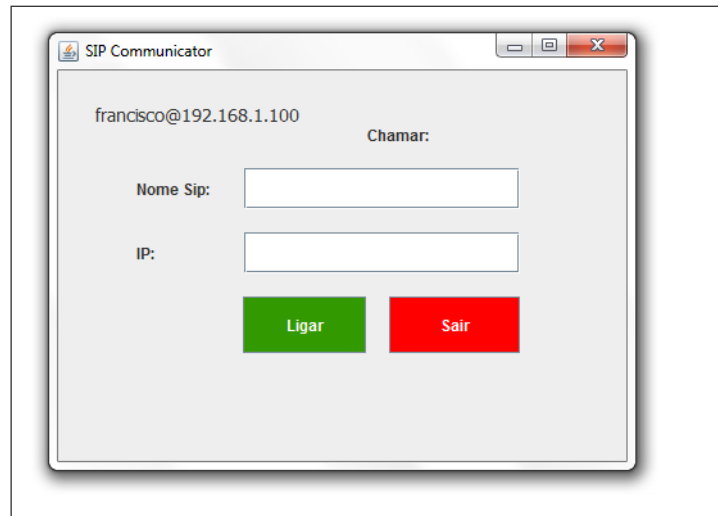 SIP Communicator
francisco@192.168.1.100
Chamar:
Nome Sip:
IP:
Ligar Sair